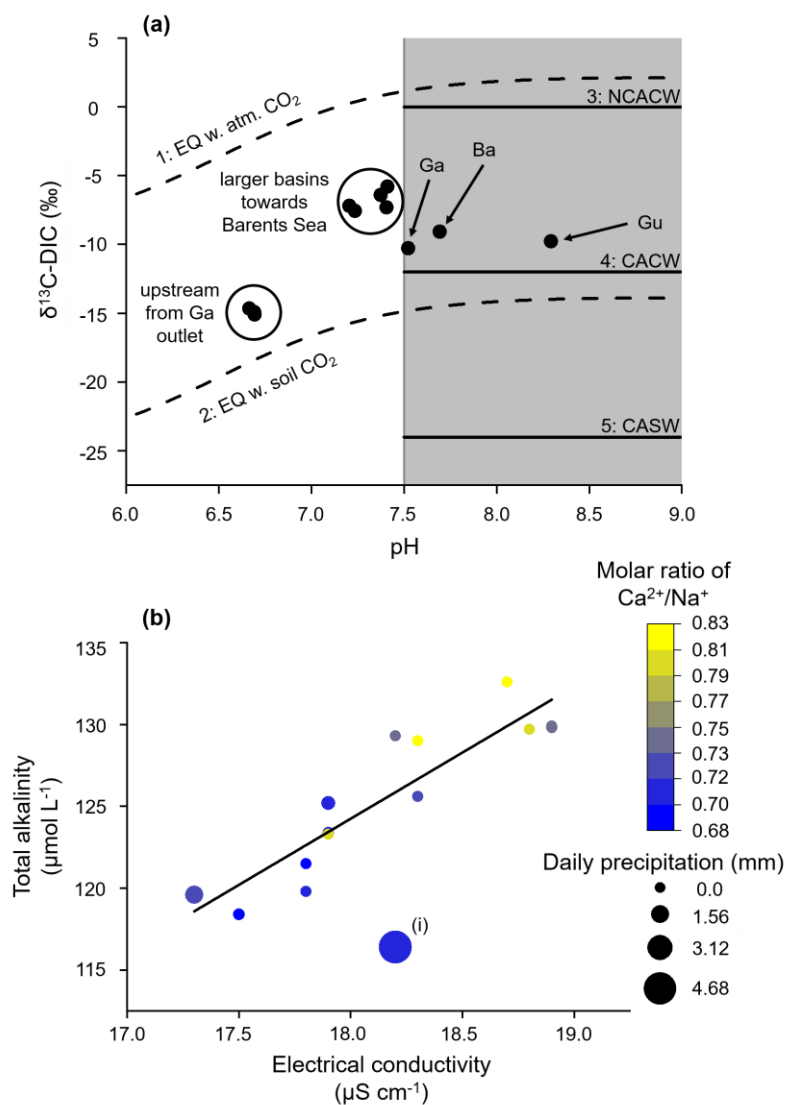 (a)
5
0
-5
-10
-15
-20
-25
δ¹³C-DIC (‰)
1: EQ w. atm. CO₂
3: NCACW
larger basins
towards
Barents Sea
Ga
Ba
Gu
4: CACW
upstream
from Ga
outlet
2: EQ w. soil CO₂
5: CASW
6.0 6.5 7.0 7.5 8.0 8.5 9.0
pH
(b)
135
130
125
120
115
Total alkalinity
(µmol L⁻¹)
(i)
17.0 17.5 18.0 18.5 19.0
Electrical conductivity
(µS cm⁻¹)
Molar ratio of
Ca²⁺/Na⁺
0.83
0.81
0.79
0.77
0.75
0.73
0.72
0.70
0.68
Daily precipitation (mm)
0.0
1.56
3.12
4.68